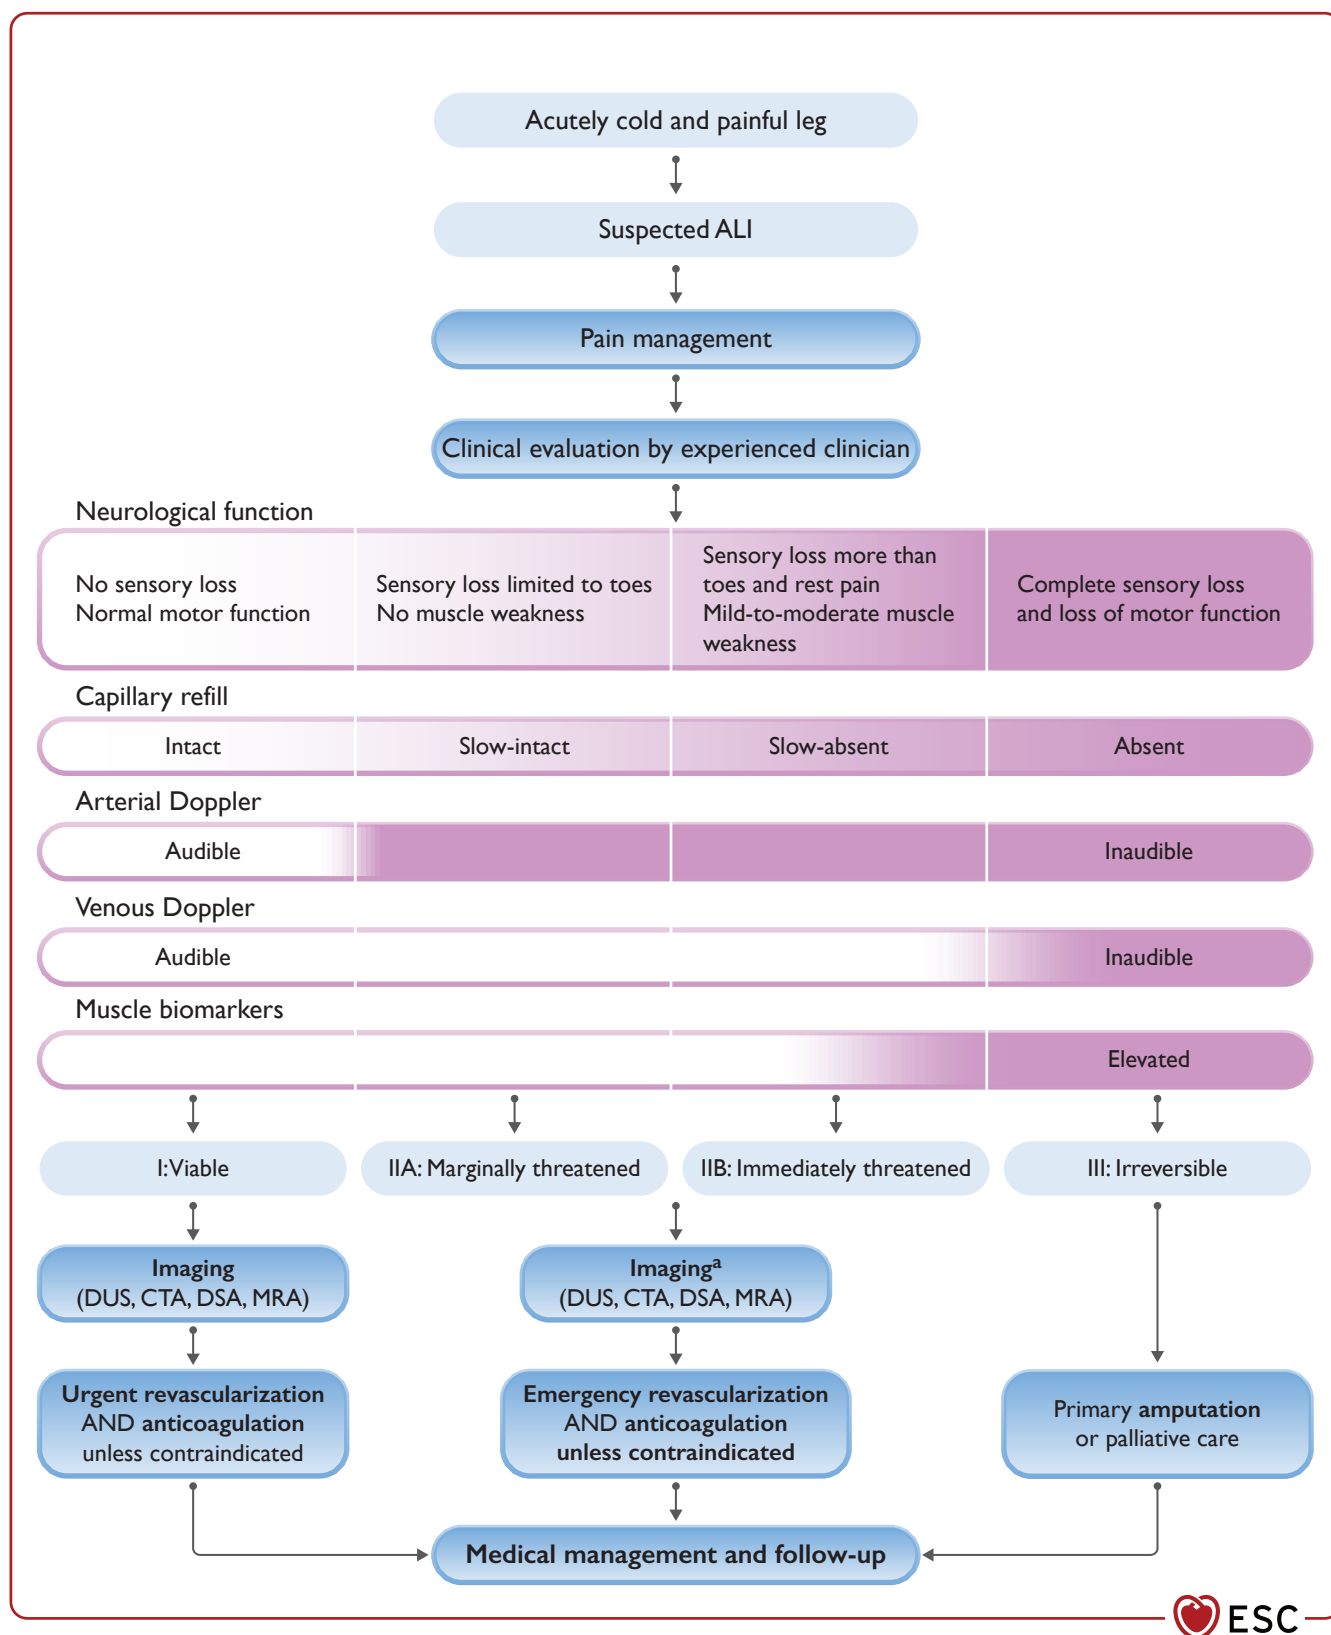 Acutely cold and painful leg
Suspected ALI
Pain management
Clinical evaluation by experienced clinician
Neurological function
No sensory loss
Normal motor function
Sensory loss limited to toes
No muscle weakness
Sensory loss more than
toes and rest pain
Mild-to-moderate muscle
weakness
Complete sensory loss
and loss of motor function
Capillary refill
Intact
Slow-intact
Slow-absent
Absent
Arterial Doppler
Audible
Inaudible
Venous Doppler
Audible
Inaudible
Muscle biomarkers
Elevated
I: Viable
IIA: Marginally threatened
IIB: Immediately threatened
III: Irreversible
Imaging
(DUS, CTA, DSA, MRA)
Imagingª
(DUS, CTA, DSA, MRA)
Urgent revascularization
AND anticoagulation
unless contraindicated
Emergency revascularization
AND anticoagulation
unless contraindicated
Primary amputation
or palliative care
Medical management and follow-up
ESC